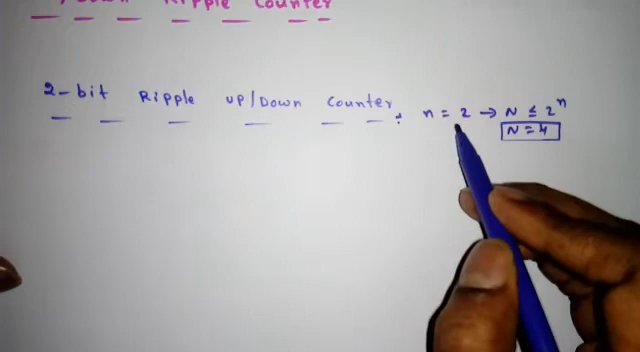 Ripple Counter
2-bit Ripple UP/Down Counter: n = 2 → N ≤ 2ⁿ
N = 4